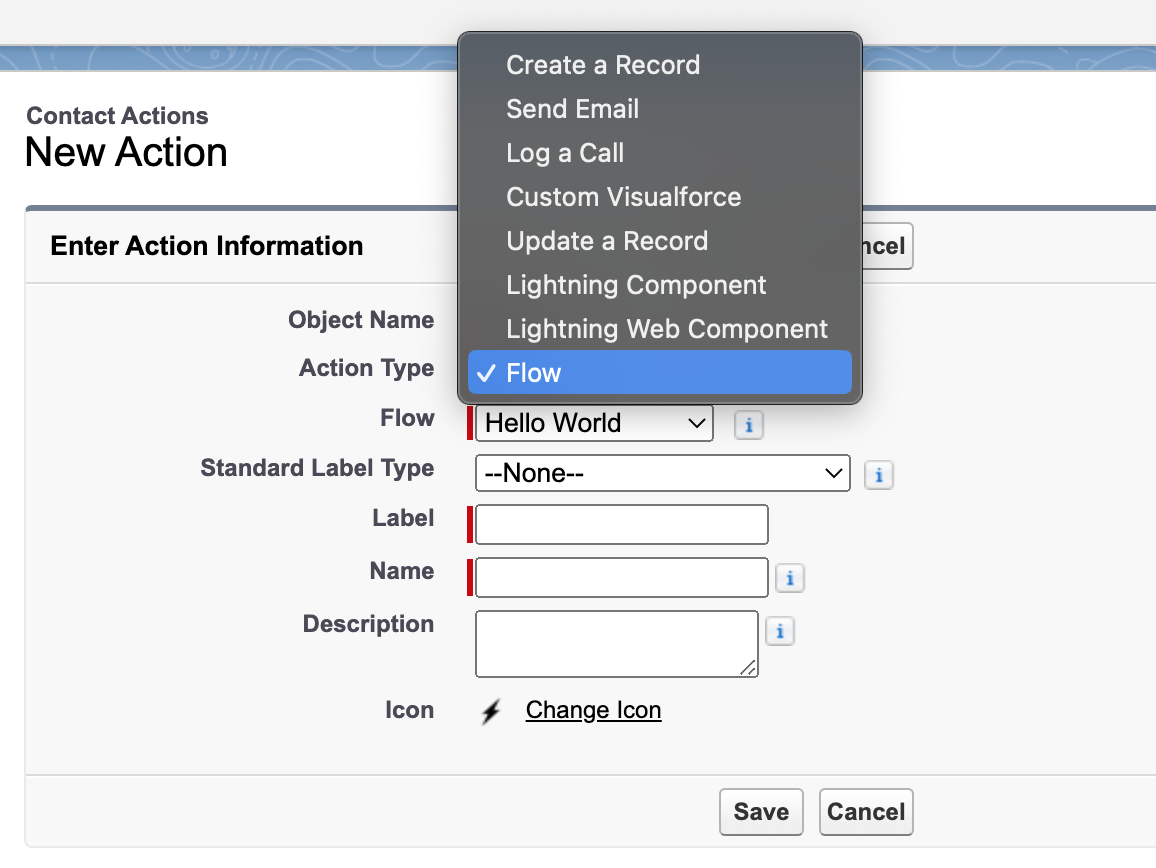 Contact Actions
New Action
Enter Action Information
Create a Record
Send Email
Log a Call
Custom Visualforce
Update a Record
Lightning Component
Lightning Web Component
✓ Flow
Object Name
Action Type
Flow
Hello World
i
Standard Label Type
--None--
i
Label
Name
i
Description
i
Icon
Change Icon
Save
Cancel